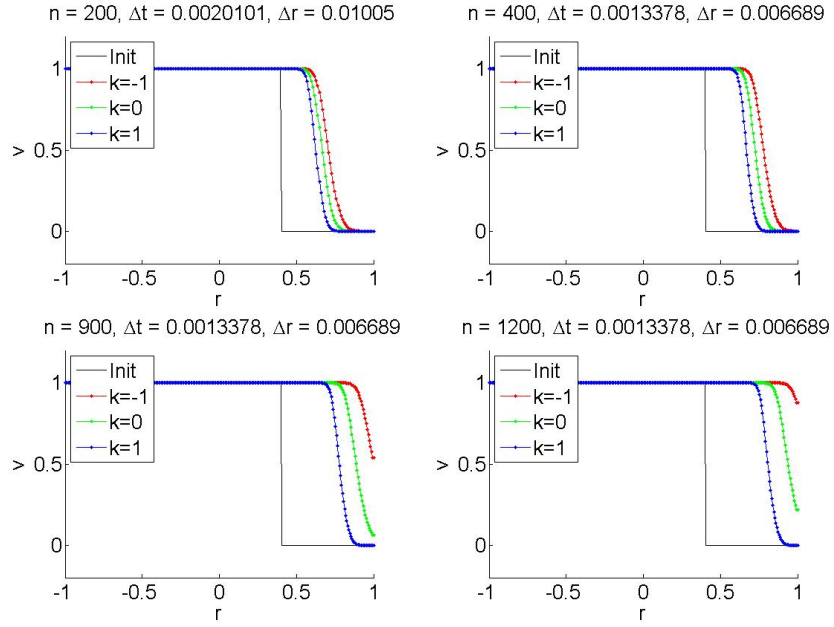 n = 200, Δt = 0.0020101, Δr = 0.01005
Init
k=-1
k=0
k=1
1
0.5
0
v
-1
-0.5
0
0.5
1
r
n = 400, Δt = 0.0013378, Δr = 0.006689
Init
k=-1
k=0
k=1
1
0.5
0
v
-1
-0.5
0
0.5
1
r
n = 900, Δt = 0.0013378, Δr = 0.006689
Init
k=-1
k=0
k=1
1
0.5
0
v
-1
-0.5
0
0.5
1
r
n = 1200, Δt = 0.0013378, Δr = 0.006689
Init
k=-1
k=0
k=1
1
0.5
0
v
-1
-0.5
0
0.5
1
r